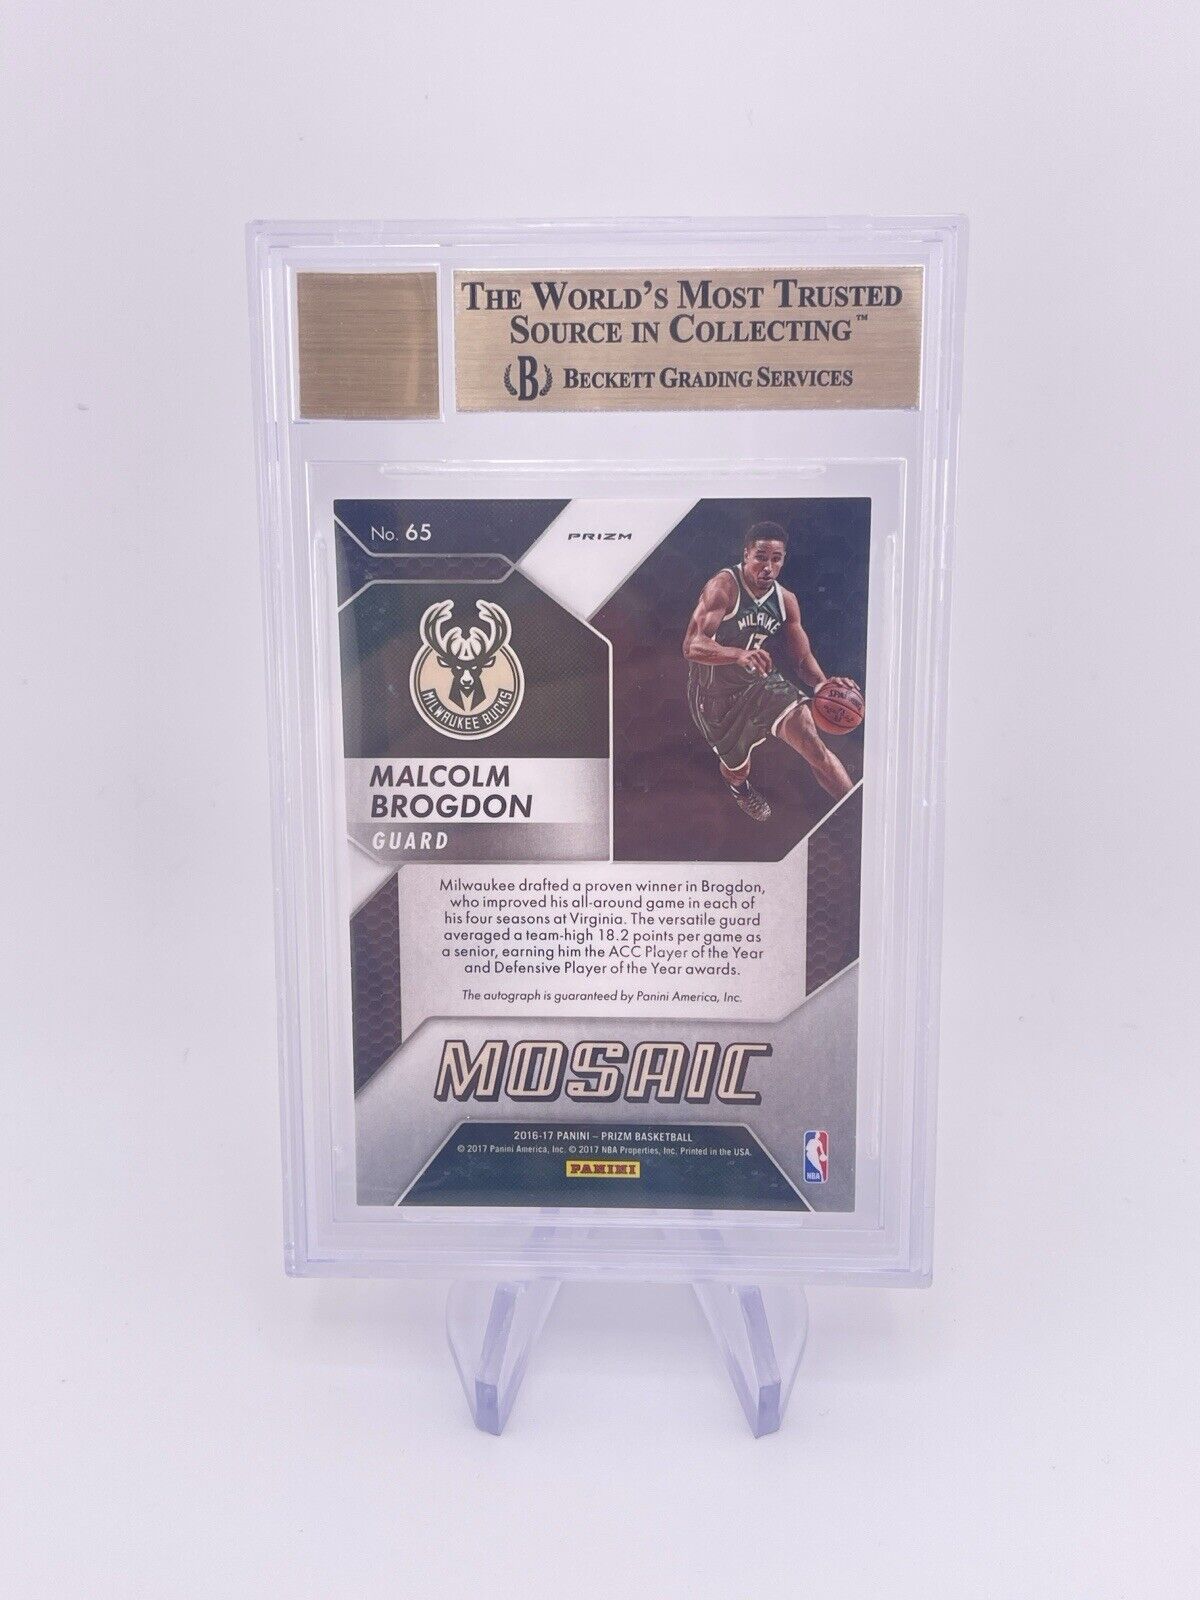 THE WORLD'S MOST TRUSTED
SOURCE IN COLLECTING™
B BECKETT GRADING SERVICES
No. 65
PRIZM
MILWAUKEE BUCKS
13
SPALDING
MALCOLM
BROGDON
GUARD
Milwaukee drafted a proven winner in Brogdon,
who improved his all-around game in each of
his four seasons at Virginia. The versatile guard
averaged a team-high 18.2 points per game as
a senior, earning him the ACC Player of the Year
and Defensive Player of the Year awards.
The autograph is guaranteed by Panini America, Inc.
MOSAIC
2016-17 PANINI – PRIZM BASKETBALL
© 2017 Panini America, Inc. © 2017 NBA Properties, Inc. Printed in the USA.
PANINI
NBA